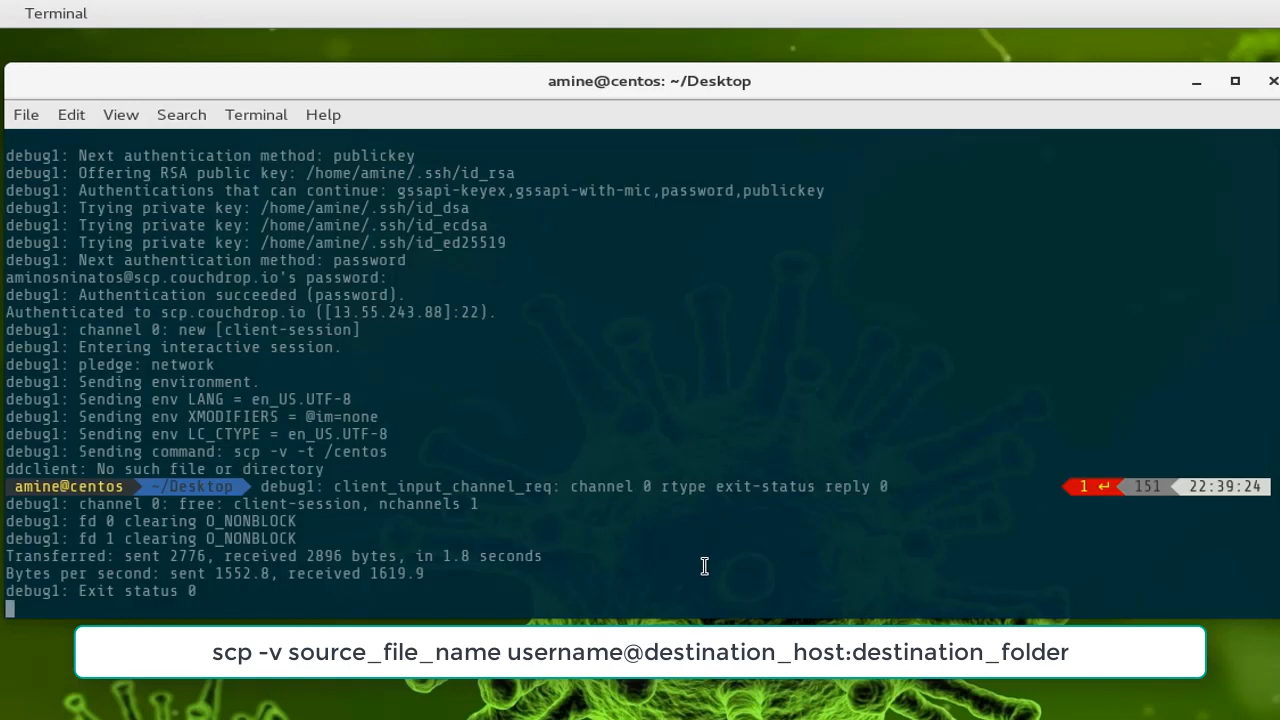 Terminal
amine@centos: ~/Desktop
File Edit View Search Terminal Help
debug1: Next authentication method: publickey
debug1: Offering RSA public key: /home/amine/.ssh/id_rsa
debug1: Authentications that can continue: gssapi-keyex,gssapi-with-mic,password,publickey
debug1: Trying private key: /home/amine/.ssh/id_dsa
debug1: Trying private key: /home/amine/.ssh/id_ecdsa
debug1: Trying private key: /home/amine/.ssh/id_ed25519
debug1: Next authentication method: password
aminosninatos@scp.couchdrop.io's password:
debug1: Authentication succeeded (password).
Authenticated to scp.couchdrop.io ([13.55.243.88]:22).
debug1: channel 0: new [client-session]
debug1: Entering interactive session.
debug1: pledge: network
debug1: Sending environment.
debug1: Sending env LANG = en_US.UTF-8
debug1: Sending env XMODIFIERS = @im=none
debug1: Sending env LC_CTYPE = en_US.UTF-8
debug1: Sending command: scp -v -t /centos
ddclient: No such file or directory
amine@centos ~/Desktop debug1: client_input_channel_req: channel 0 rtype exit-status reply 0 1 ↵ 151 22:39:24
debug1: channel 0: free: client-session, nchannels 1
debug1: fd 0 clearing O_NONBLOCK
debug1: fd 1 clearing O_NONBLOCK
Transferred: sent 2776, received 2896 bytes, in 1.8 seconds
Bytes per second: sent 1552.8, received 1619.9
debug1: Exit status 0
scp -v source_file_name username@destination_host:destination_folder